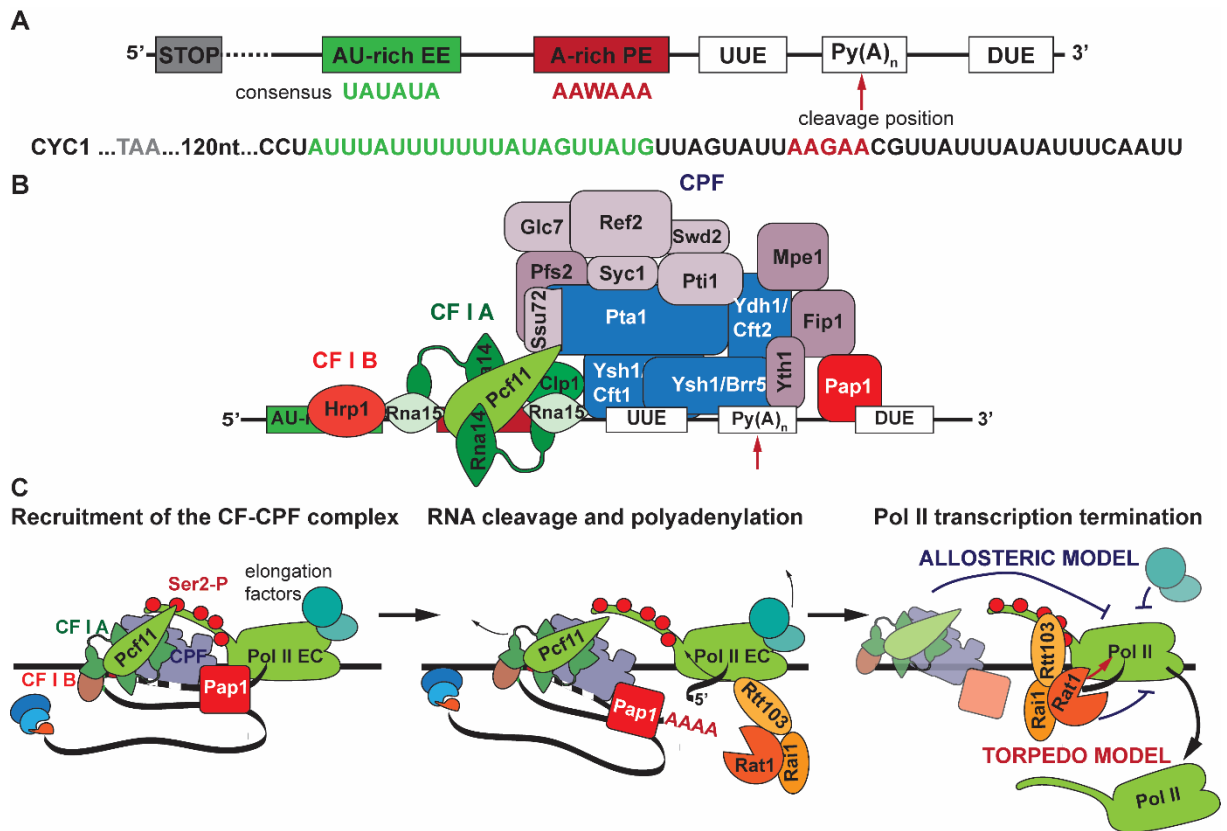 A
5' STOP AU-rich EE A-rich PE UUE Py(A)n DUE 3'
consensus UAUAUA AAWAAA
cleavage position
CYC1 ...TAA...120nt...CCUAUUUAUUUUUUUAUAGUUAUGUUAGUAUUAAGAACGUUAUUUAUAUUUCAAUU
B
CPF
Glc7 Ref2 Swd2
Pfs2 Syc1 Pti1 Mpe1
Ssu72 Pta1 Ydh1/
Cft2 Fip1
CF I A
CF I B
14 Pcf11 Clp1 Ysh1/
Cft1 Ysh1/Brr5 Yth1 Pap1
5' AU-r Hrp1 Rna15 Rna14 Rna15 UUE Py(A)n DUE 3'
C
Recruitment of the CF-CPF complex
Ser2-P elongation
factors
CF I A
Pcf11 CPF Pol II EC
CF I B Pap1
RNA cleavage and polyadenylation
Pcf11 Pol II EC
5'
Pap1 AAAA
Rtt103
Rat1 Rai1
Pol II transcription termination
ALLOSTERIC MODEL
Rtt103 Pol II
Rai1 Rat1
TORPEDO MODEL
Pol II